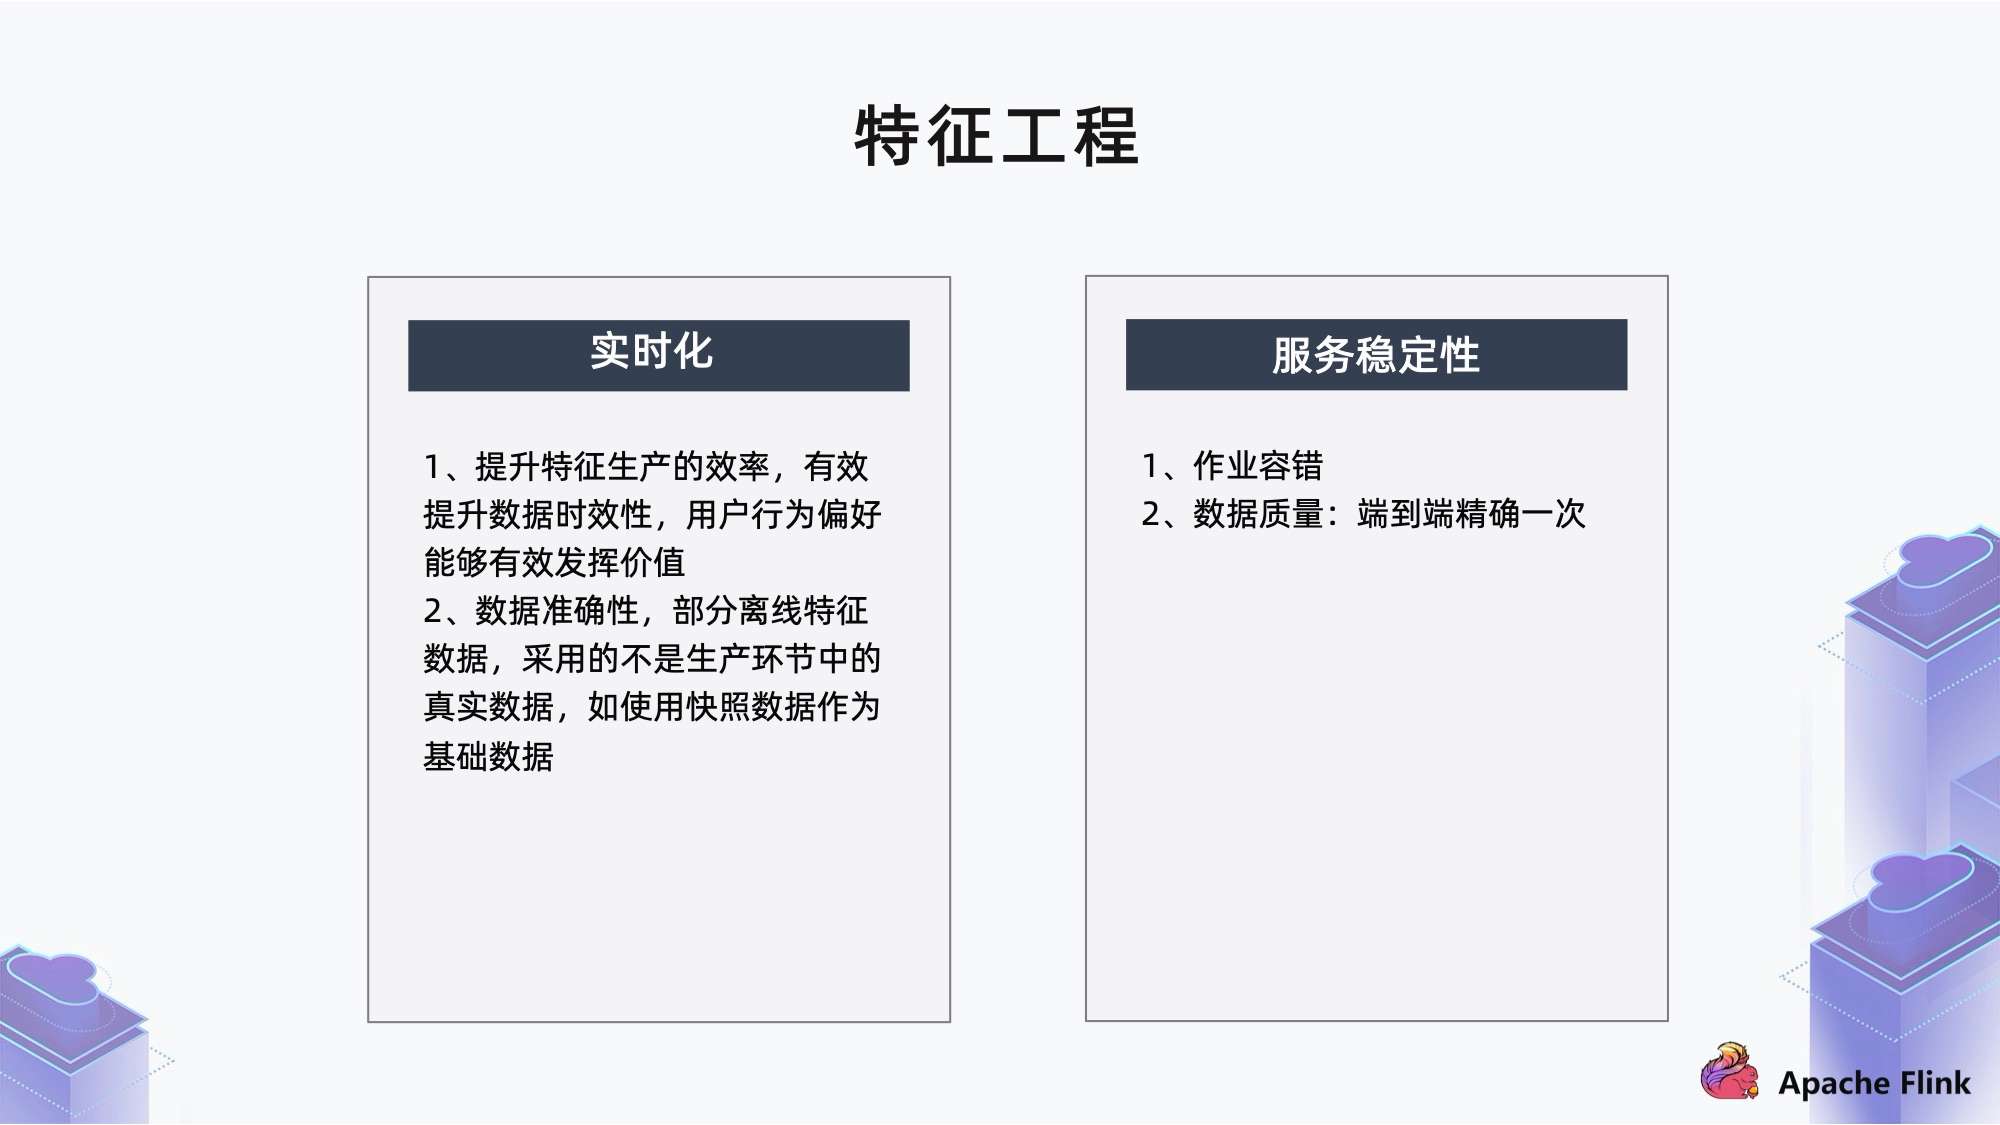 特征工程
实时化
1、提升特征生产的效率，有效
提升数据时效性，用户行为偏好
能够有效发挥价值
2、数据准确性，部分离线特征
数据，采用的不是生产环节中的
真实数据，如使用快照数据作为
基础数据
服务稳定性
1、作业容错
2、数据质量：端到端精确一次
Apache Flink